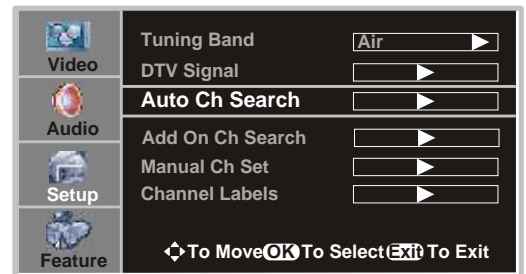 Video
Audio
Setup
Feature
Tuning Band Air
DTV Signal
Auto Ch Search
Add On Ch Search
Manual Ch Set
Channel Labels
To Move OK To Select Exit To Exit